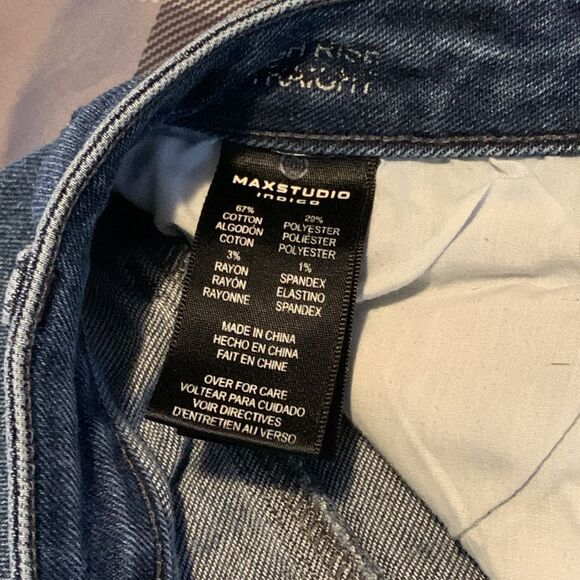 RISE
STRAIGHT
MAXSTUDIO
INDIGO
67%
COTTON
ALGODÓN
COTON
29%
POLYESTER
POLIÉSTER
POLYESTER
3%
RAYON
RAYÓN
RAYONNE
1%
SPANDEX
ELASTINO
SPANDEX
MADE IN CHINA
HECHO EN CHINA
FAIT EN CHINE
OVER FOR CARE
VOLTEAR PARA CUIDADO
VOIR DIRECTIVES
D'ENTRETIEN AU VERSO